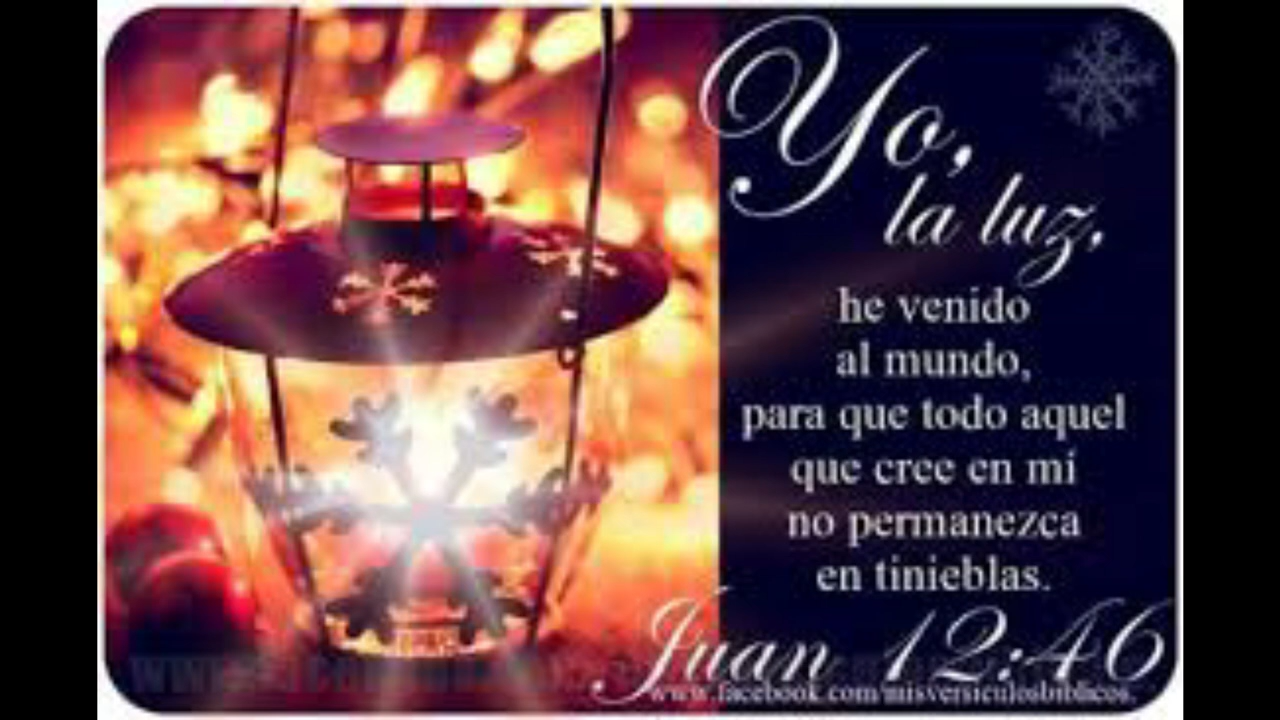 Yo,
la luz,
he venido
al mundo,
para que todo aquel
que cree en mí
no permanezca
en tinieblas.
Juan 12:46
www.facebook.com/misversiculosbiblicos.